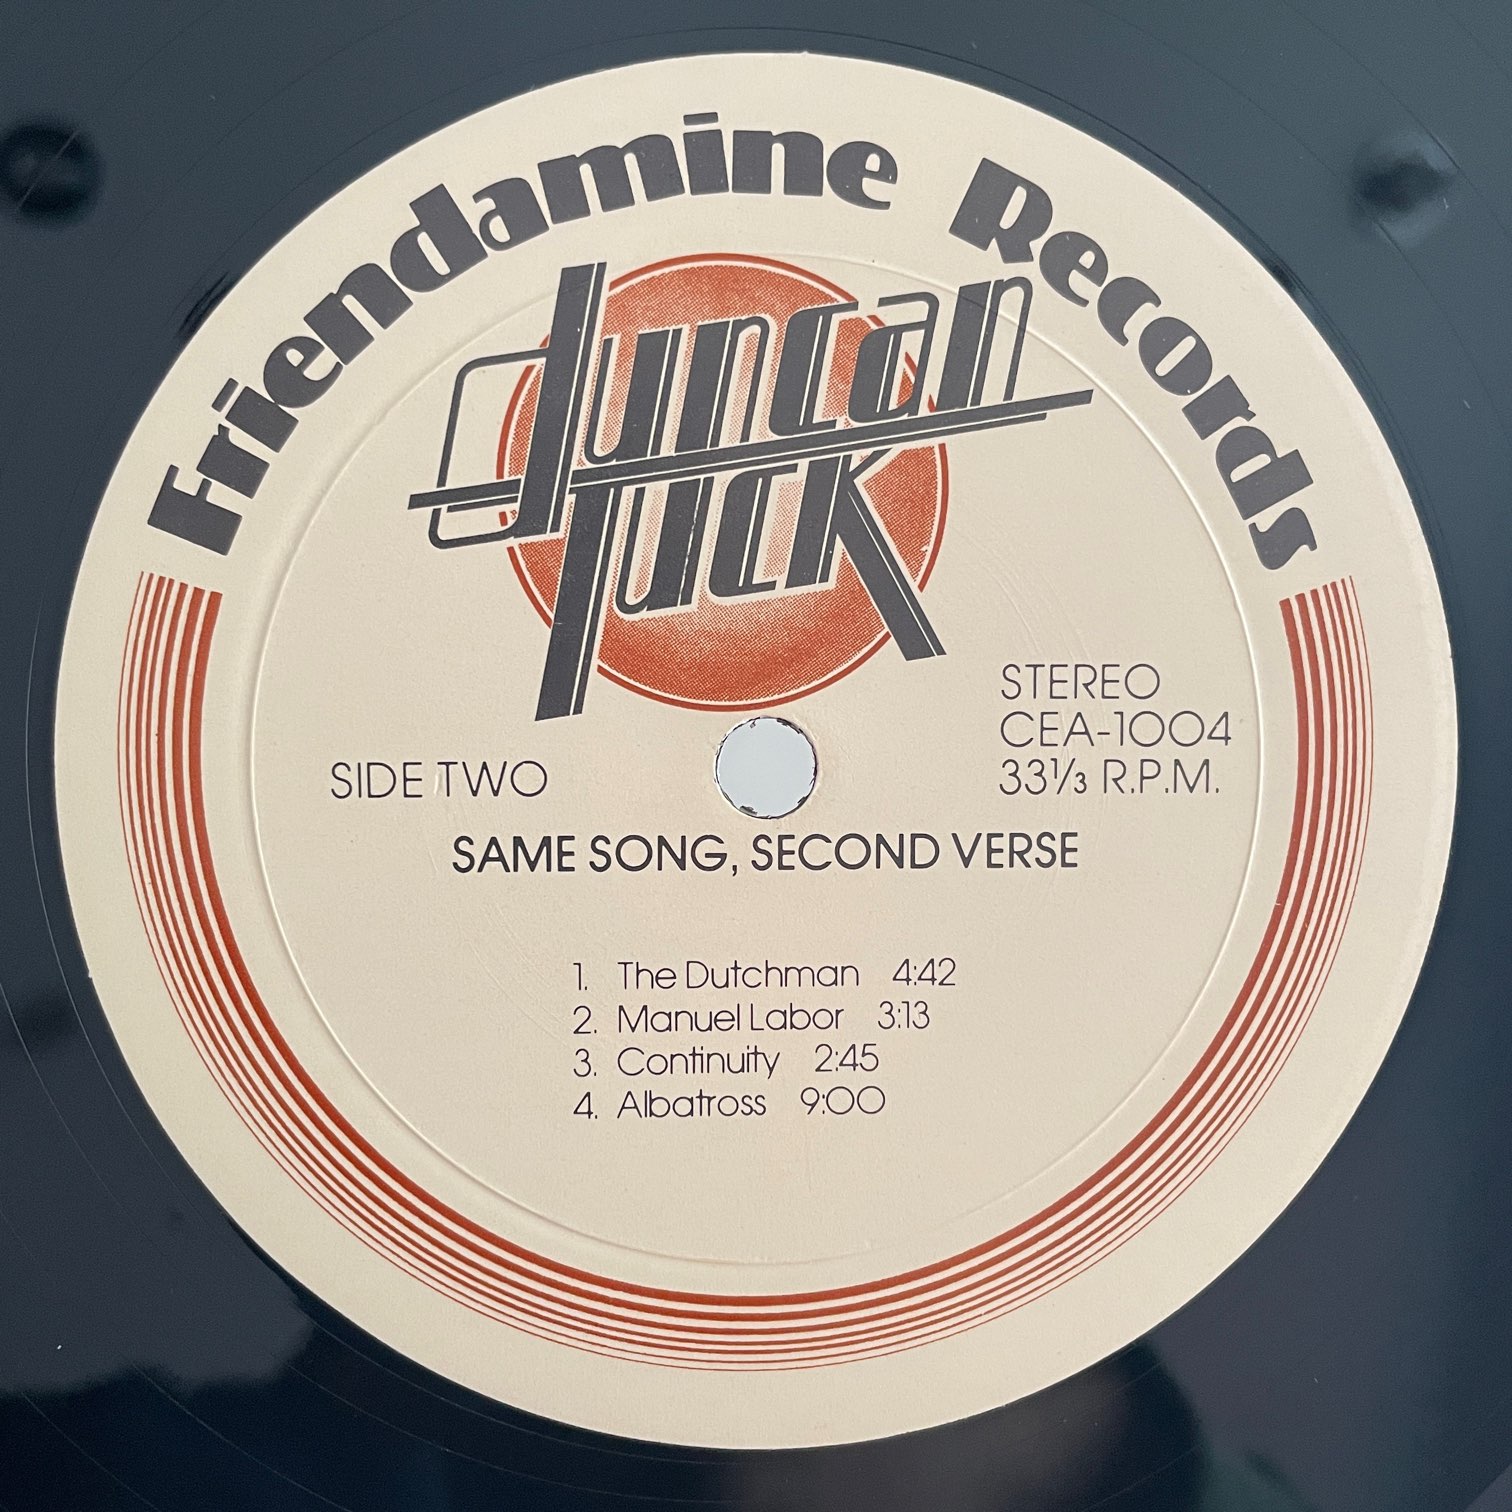 Friendamine Records
duncan
tuck
STEREO
CEA-1004
33⅓ R.P.M.
SIDE TWO
SAME SONG, SECOND VERSE
1. The Dutchman 4:42
2. Manuel Labor 3:13
3. Continuity 2:45
4. Albatross 9:00